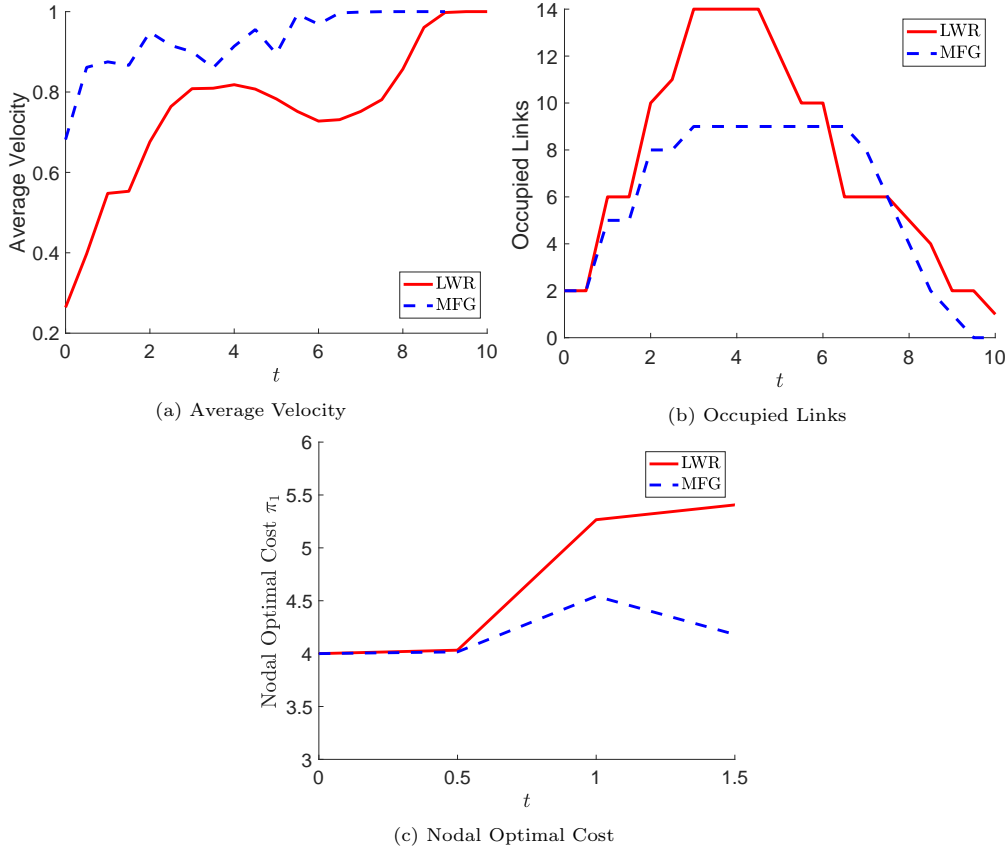 1
0.8
0.6
0.4
0.2
0
2
4
6
8
10
Average Velocity
t
LWR
MFG
(a) Average Velocity
14
12
10
8
6
4
2
0
0
2
4
6
8
10
Occupied Links
t
LWR
MFG
(b) Occupied Links
6
5.5
5
4.5
4
3.5
3
0
0.5
1
1.5
Nodal Optimal Cost π₁
t
LWR
MFG
(c) Nodal Optimal Cost